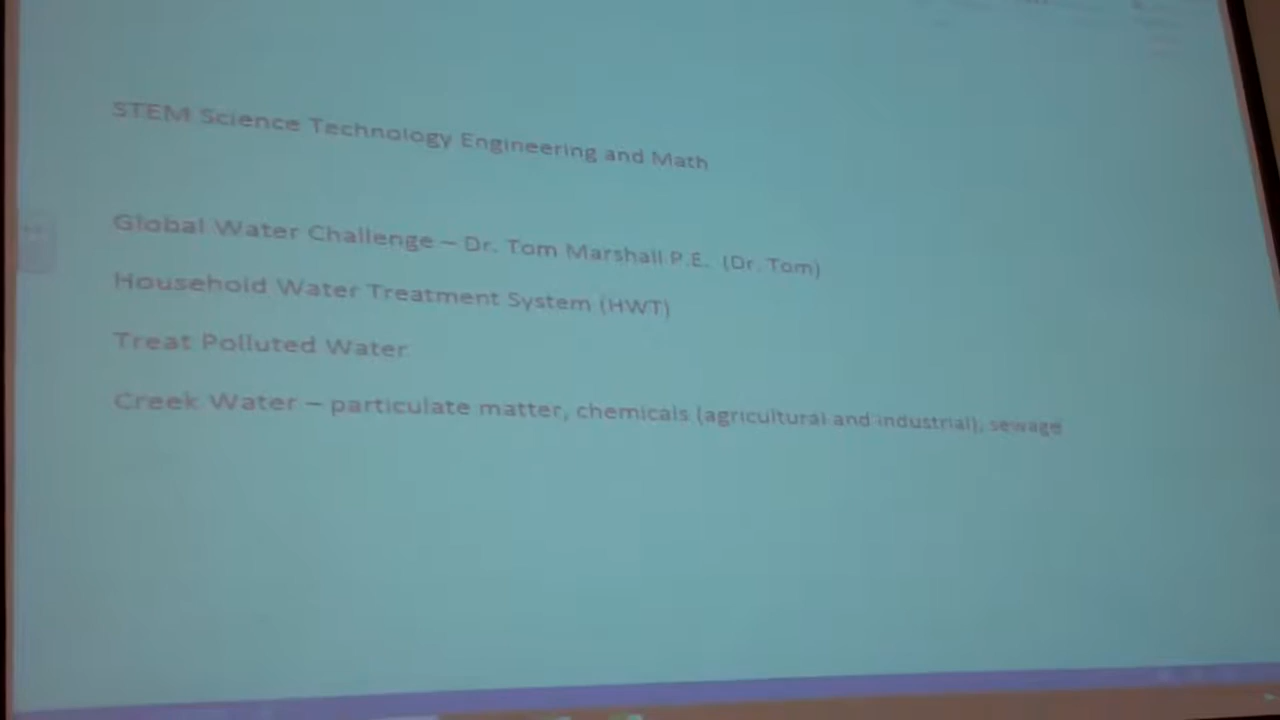 STEM Science Technology Engineering and Math
Global Water Challenge – Dr. Tom Marshall P.E. (Dr. Tom)
Household Water Treatment System (HWT)
Treat Polluted Water
Creek Water – particulate matter, chemicals (agricultural and industrial), sewage